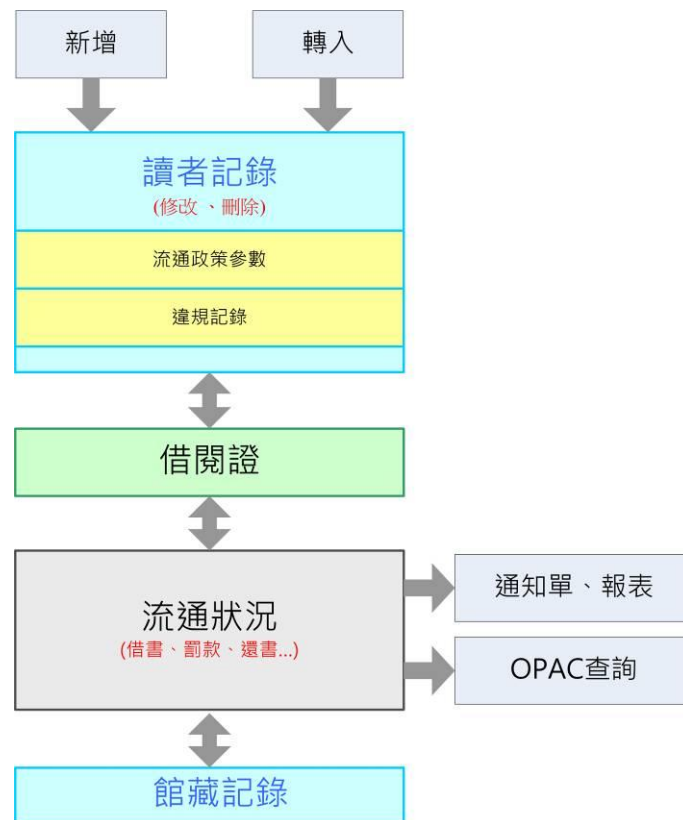 新增
轉入
讀者記錄
(修改、刪除)
流通政策參數
違規記錄
借閱證
流通狀況
(借書、罰款、還書...)
通知單、報表
OPAC查詢
館藏記錄